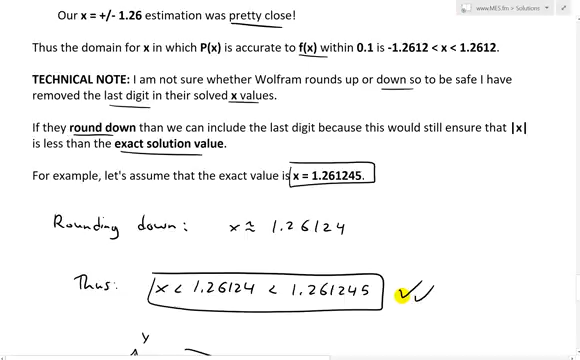 www.MES.fm > Solutions
Our x = +/- 1.26 estimation was pretty close!
Thus the domain for x in which P(x) is accurate to f(x) within 0.1 is -1.2612 < x < 1.2612.
TECHNICAL NOTE: I am not sure whether Wolfram rounds up or down so to be safe I have
removed the last digit in their solved x values.
If they round down than we can include the last digit because this would still ensure that |x|
is less than the exact solution value.
For example, let's assume that the exact value is x = 1.261245.
Rounding down: x ≈ 1.26124
Thus: x < 1.26124 < 1.261245 ✓✓
y